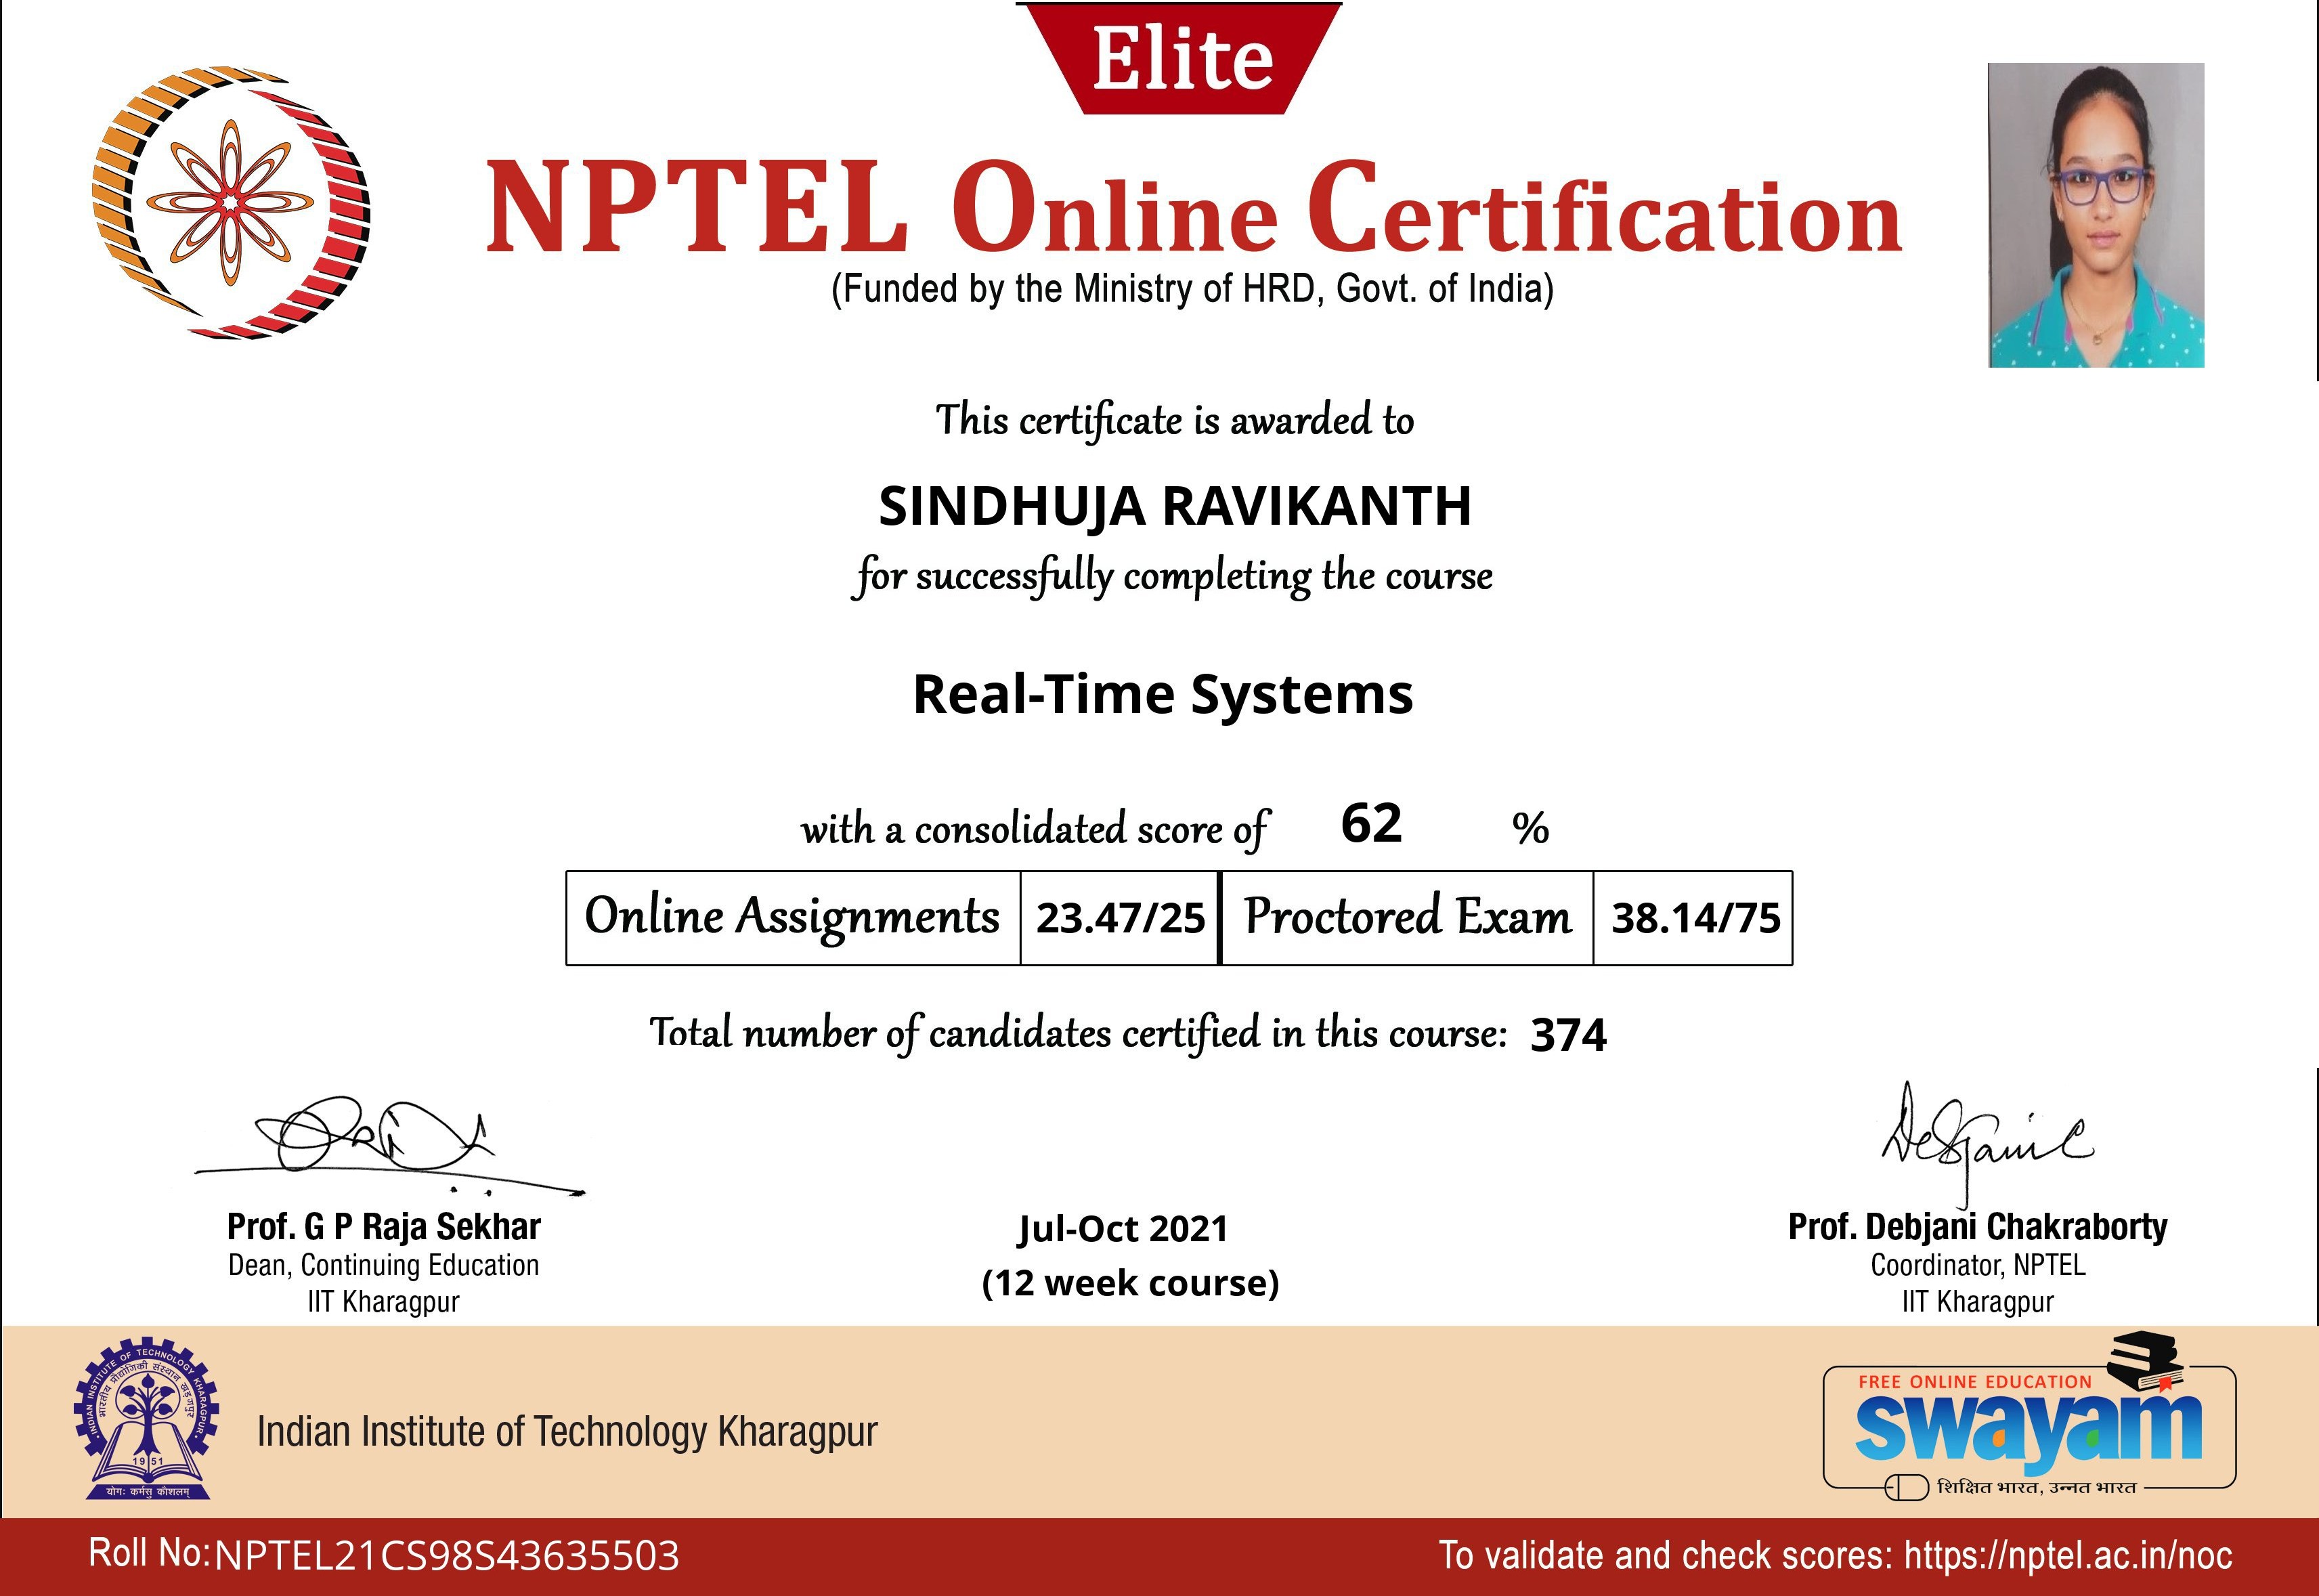 Elite
NPTEL Online Certification
(Funded by the Ministry of HRD, Govt. of India)
This certificate is awarded to
SINDHUJA RAVIKANTH
for successfully completing the course
Real-Time Systems
with a consolidated score of 62 %
Online Assignments 23.47/25 Proctored Exam 38.14/75
Total number of candidates certified in this course: 374
Prof. G P Raja Sekhar
Dean, Continuing Education
IIT Kharagpur
Jul-Oct 2021
(12 week course)
Debjani C
Prof. Debjani Chakraborty
Coordinator, NPTEL
IIT Kharagpur
INDIAN INSTITUTE OF TECHNOLOGY KHARAGPUR
भारतीय प्रौद्योगिकी संस्थान खड़गपुर
1951
योगः कर्मसु कौशलम्
Indian Institute of Technology Kharagpur
FREE ONLINE EDUCATION
swayam
शिक्षित भारत, उन्नत भारत
Roll No:NPTEL21CS98S43635503
To validate and check scores: https://nptel.ac.in/noc